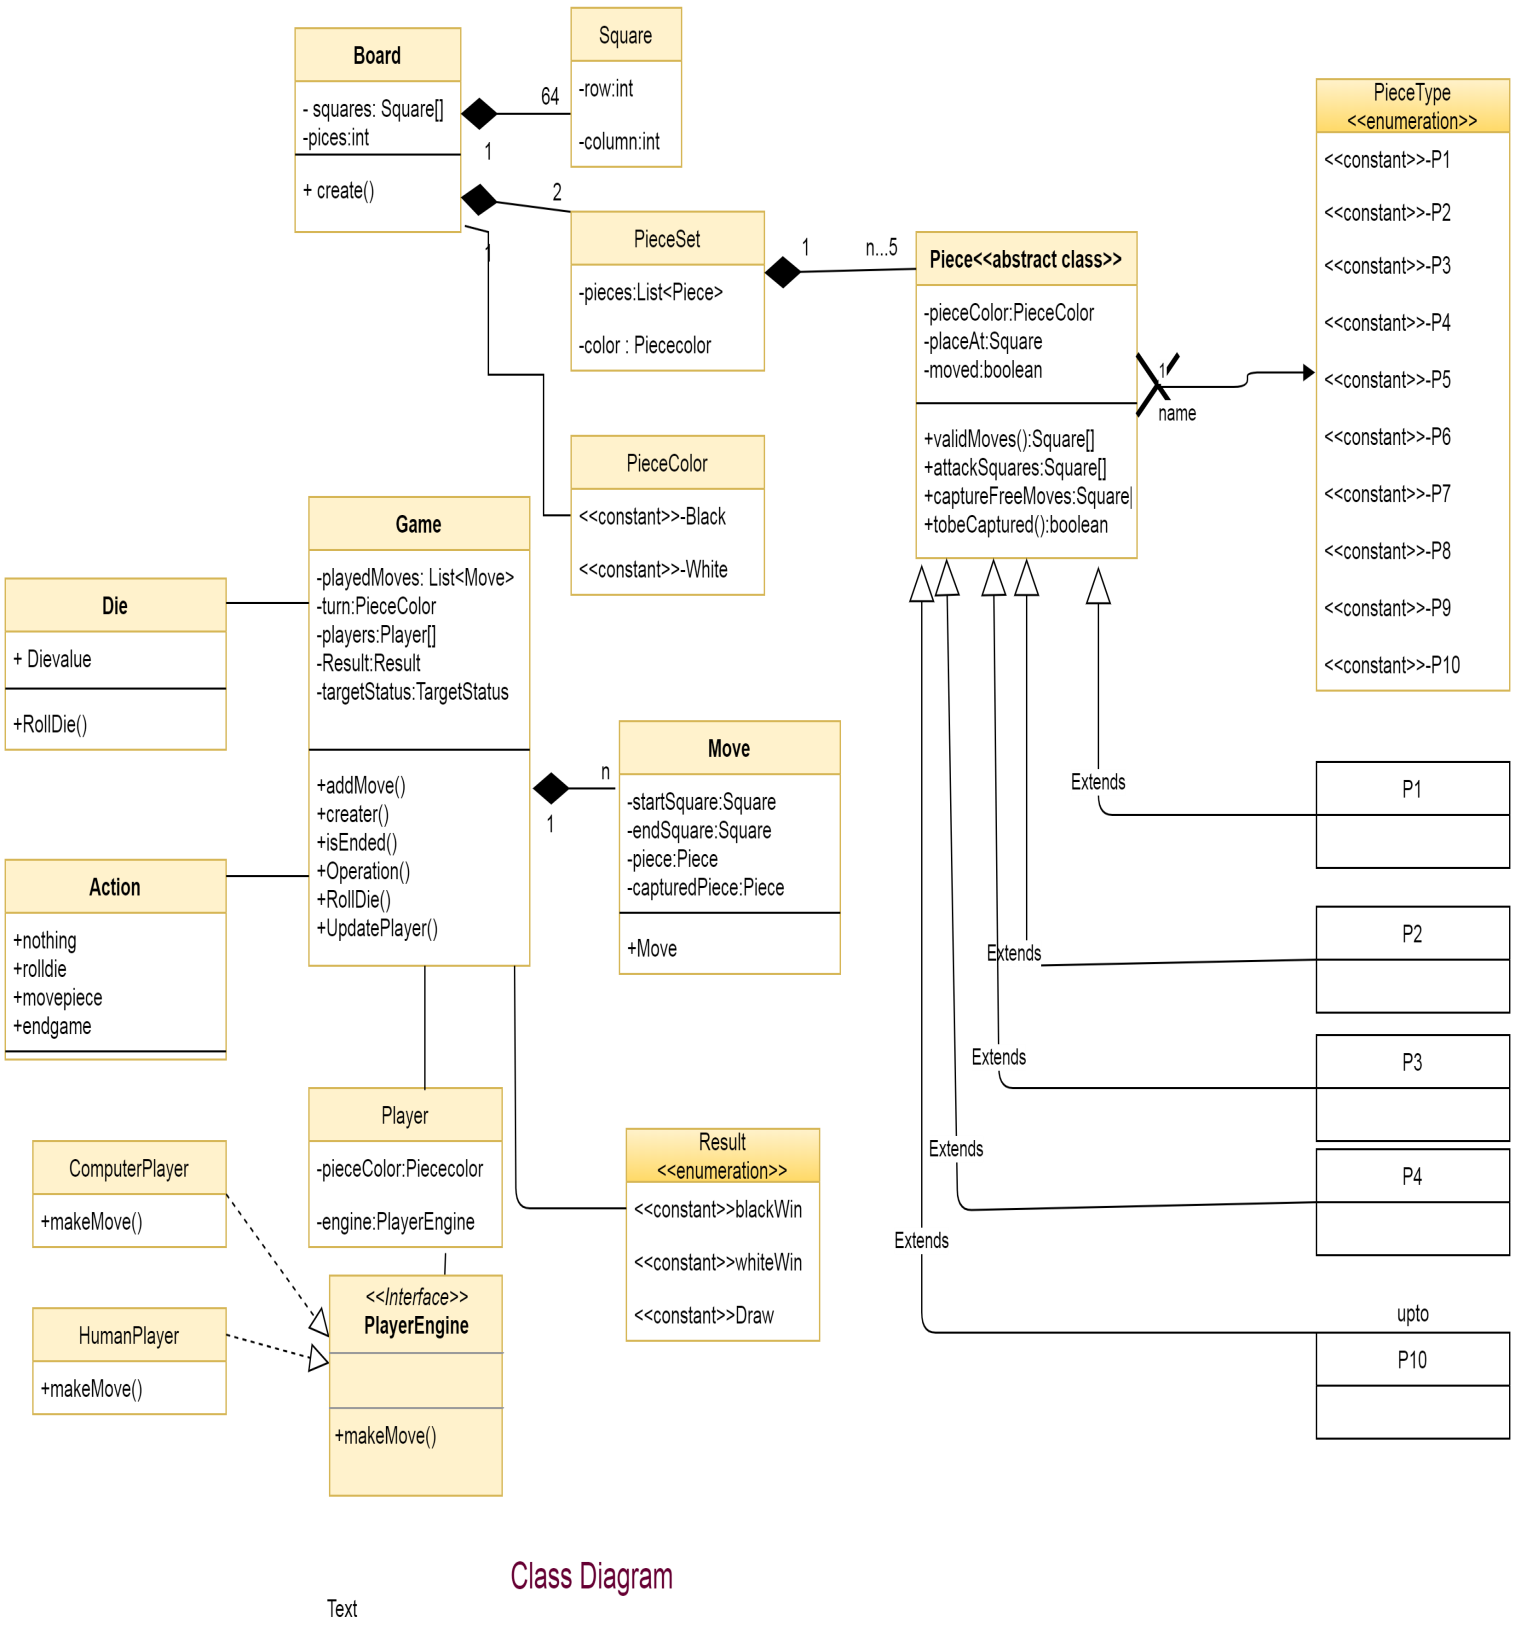 Board
- squares: Square[]
-pices:int
+ create()
64
1
2
1
Square
-row:int
-column:int
PieceSet
-pieces:List<Piece>
-color : Piececolor
1
n...5
Piece<<abstract class>>
-pieceColor:PieceColor
-placeAt:Square
-moved:boolean
+validMoves():Square[]
+attackSquares:Square[]
+captureFreeMoves:Square[
+tobeCaptured():boolean
1
name
PieceType
<<enumeration>>
<<constant>>-P1
<<constant>>-P2
<<constant>>-P3
<<constant>>-P4
<<constant>>-P5
<<constant>>-P6
<<constant>>-P7
<<constant>>-P8
<<constant>>-P9
<<constant>>-P10
PieceColor
<<constant>>-Black
<<constant>>-White
Game
-playedMoves: List<Move>
-turn:PieceColor
-players:Player[]
-Result:Result
-targetStatus:TargetStatus
+addMove()
+creater()
+isEnded()
+Operation()
+RollDie()
+UpdatePlayer()
Die
+ Dievalue
+RollDie()
Action
+nothing
+rolldie
+movepiece
+endgame
n
1
Move
-startSquare:Square
-endSquare:Square
-piece:Piece
-capturedPiece:Piece
+Move
Extends
P1
Extends
P2
Extends
P3
Extends
P4
Extends
upto
P10
Player
-pieceColor:Piececolor
-engine:PlayerEngine
Result
<<enumeration>>
<<constant>>blackWin
<<constant>>whiteWin
<<constant>>Draw
ComputerPlayer
+makeMove()
HumanPlayer
+makeMove()
<<Interface>>
PlayerEngine
+makeMove()
Class Diagram
Text